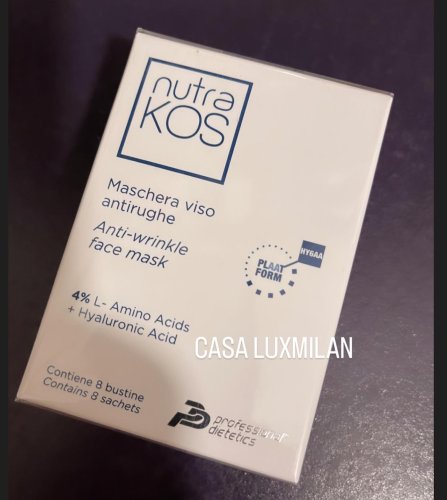 nutra
KOS
Maschera viso
antirughe
Anti-wrinkle
face mask
HY6AA
PLAAT
FORM
4% L- Amino Acids
+ Hyaluronic Acid
CASA LUXMILAN
Contiene 8 bustine
Contains 8 sachets
professional
dietetics